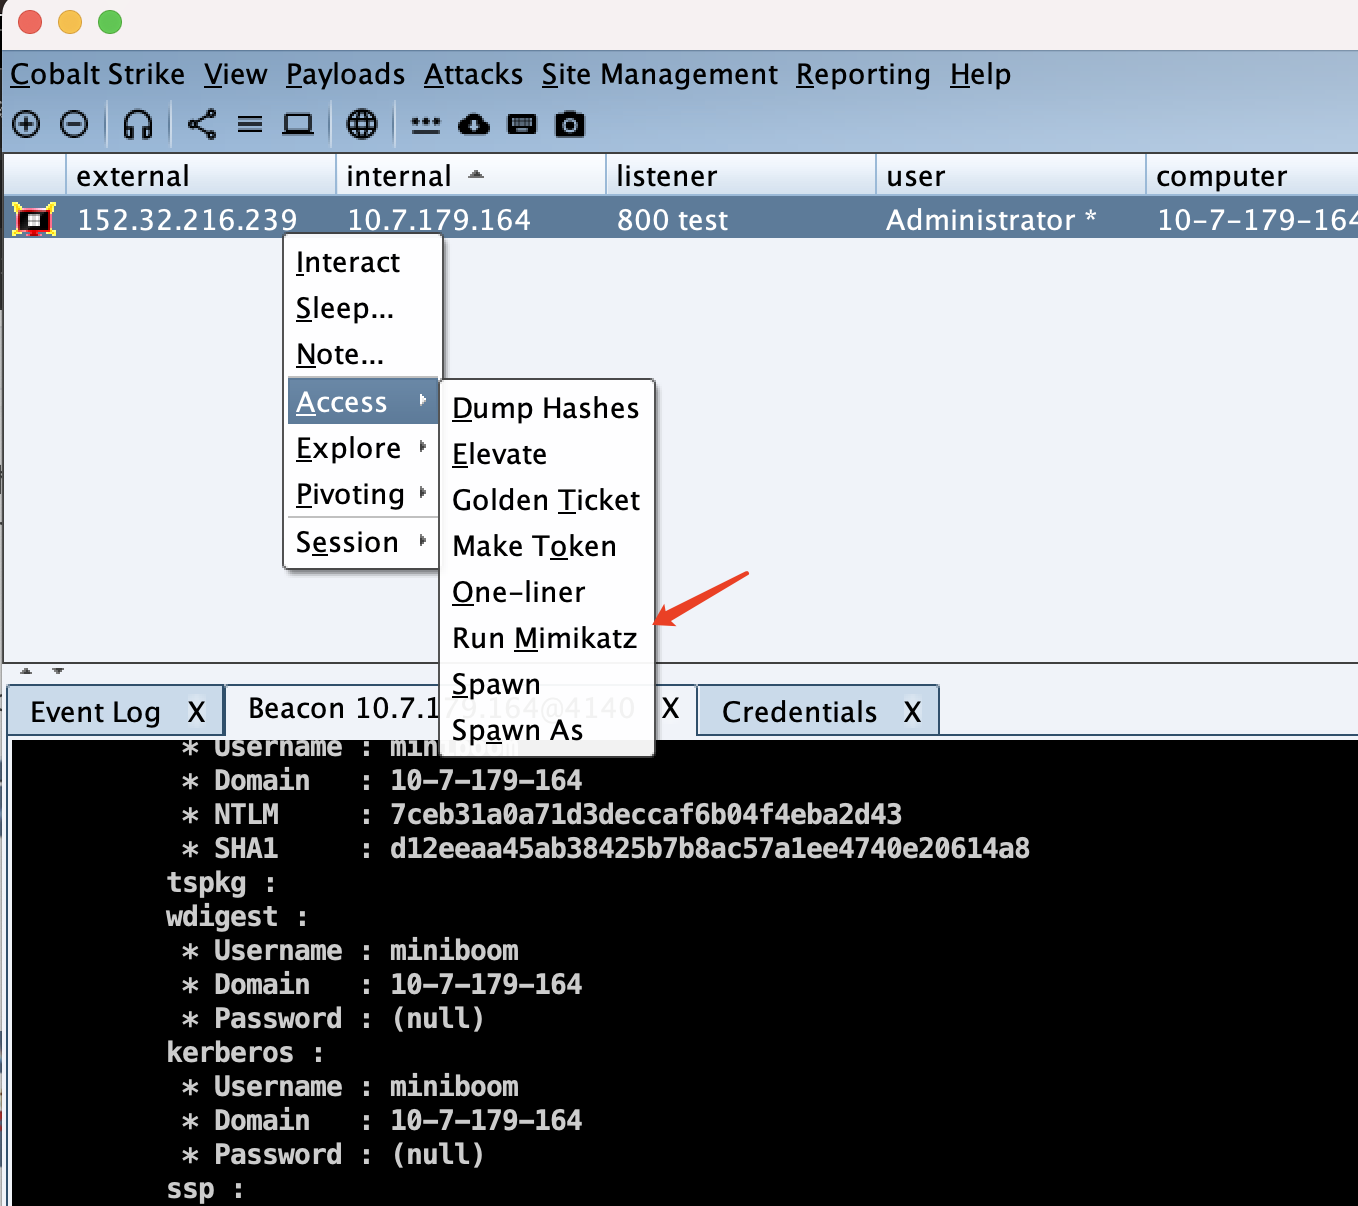 Cobalt Strike View Payloads Attacks Site Management Reporting Help
external internal listener user computer
152.32.216.239 10.7.179.164 800 test Administrator * 10-7-179-164
Interact
Sleep...
Note...
Access
Explore
Pivoting
Session
Dump Hashes
Elevate
Golden Ticket
Make Token
One-liner
Run Mimikatz
Spawn
Spawn As
Event Log X Beacon 10.7.179.164@4140 X Credentials X
* Username : miniboom
* Domain : 10-7-179-164
* NTLM : 7ceb31a0a71d3deccaf6b04f4eba2d43
* SHA1 : d12eeaa45ab38425b7b8ac57a1ee4740e20614a8
tspkg :
wdigest :
* Username : miniboom
* Domain : 10-7-179-164
* Password : (null)
kerberos :
* Username : miniboom
* Domain : 10-7-179-164
* Password : (null)
ssp :